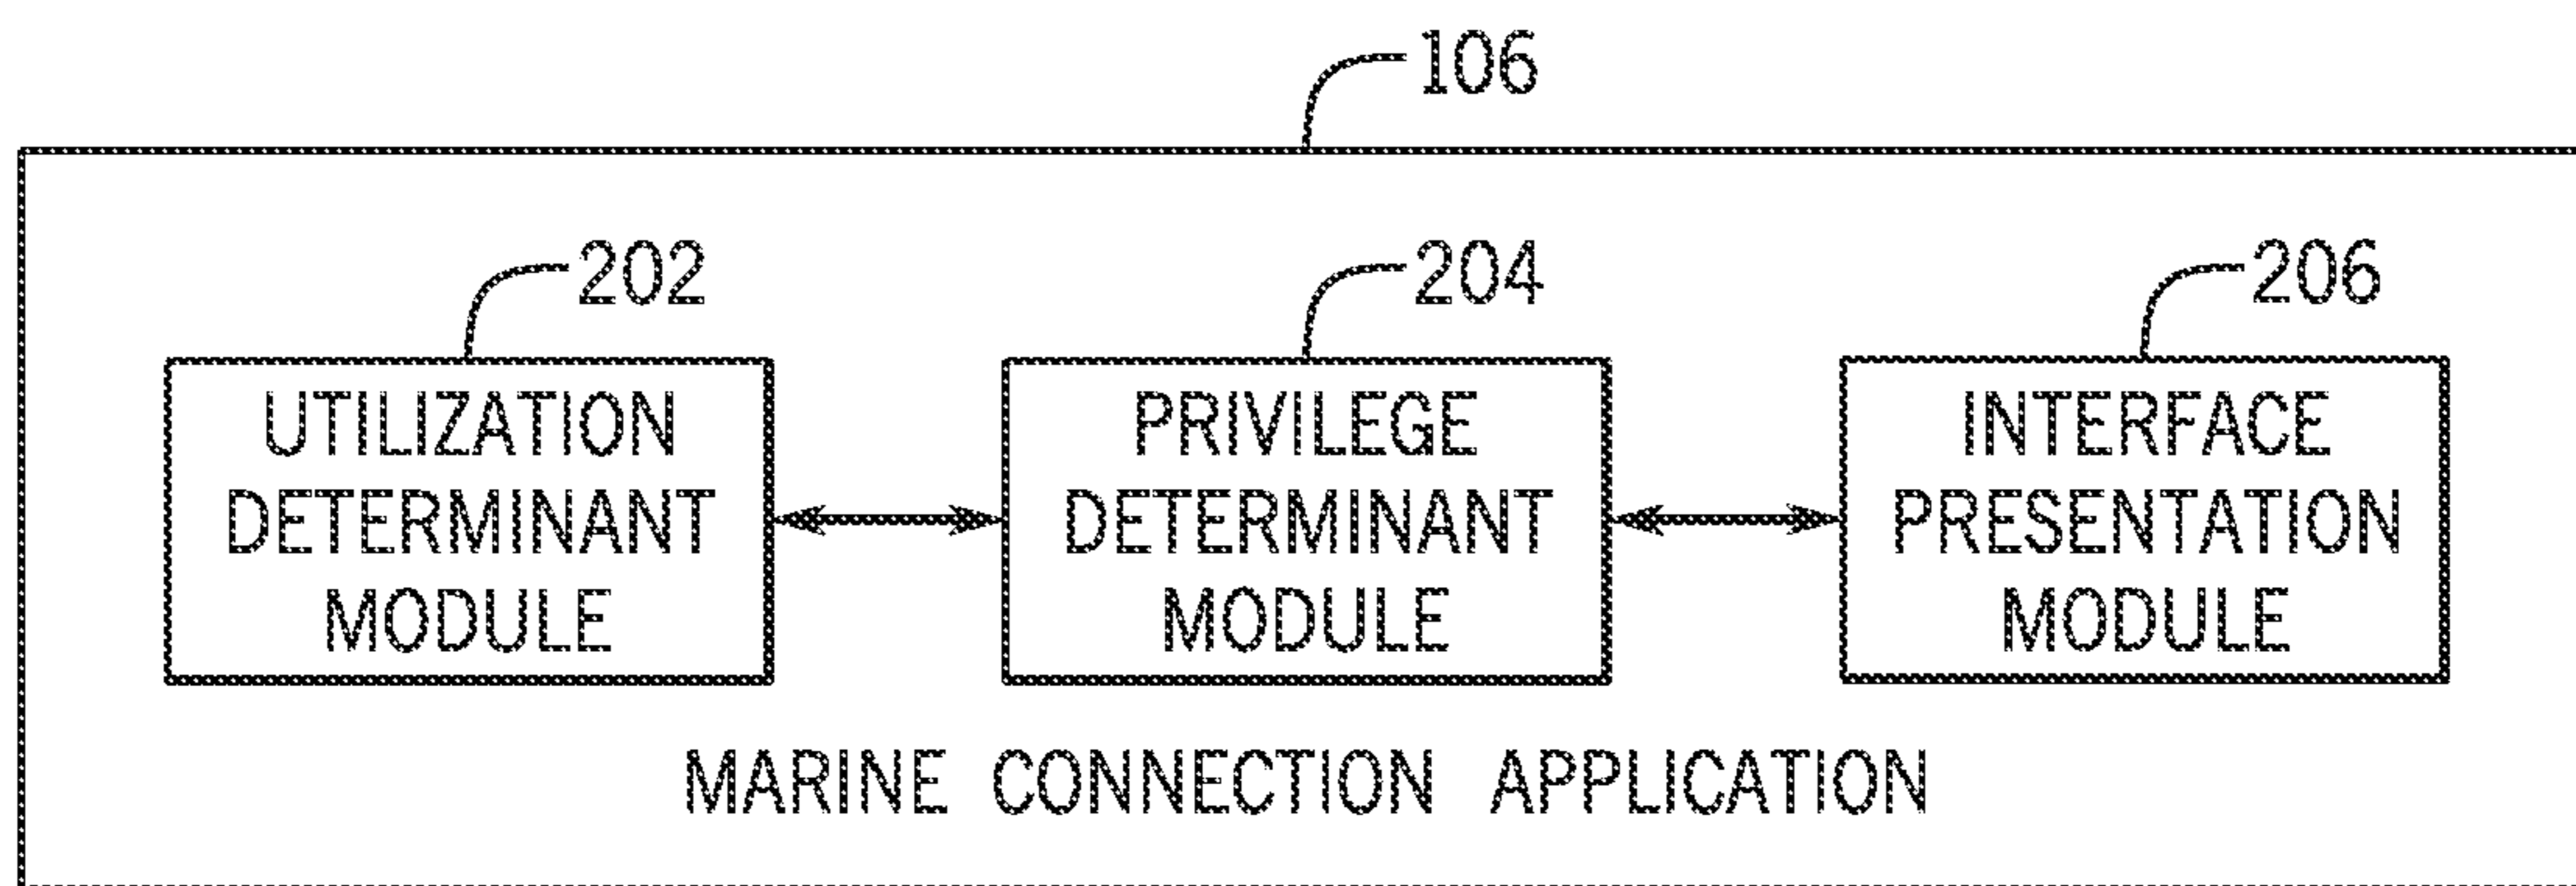 106
202
204
206
UTILIZATION
DETERMINANT
MODULE
PRIVILEGE
DETERMINANT
MODULE
INTERFACE
PRESENTATION
MODULE
MARINE CONNECTION APPLICATION